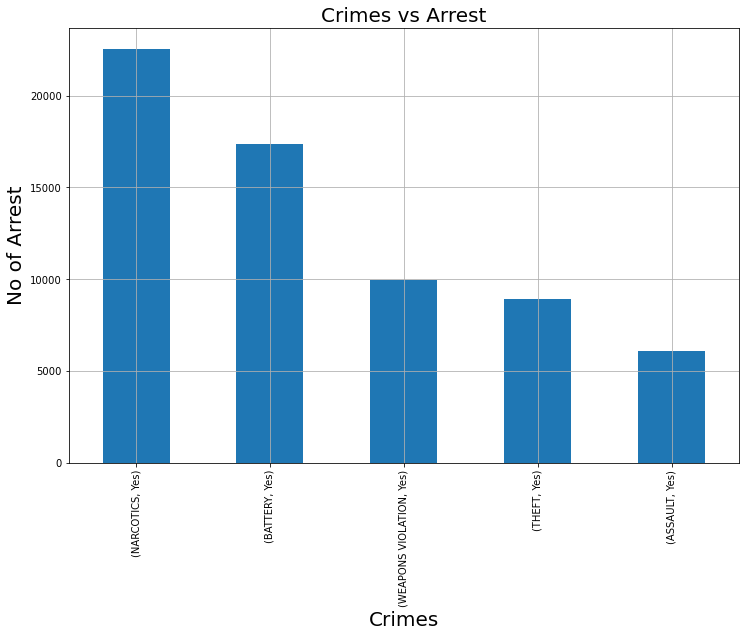 Crimes vs Arrest
No of Arrest
20000
15000
10000
5000
0
(NARCOTICS, Yes)
(BATTERY, Yes)
(WEAPONS VIOLATION, Yes)
(THEFT, Yes)
(ASSAULT, Yes)
Crimes